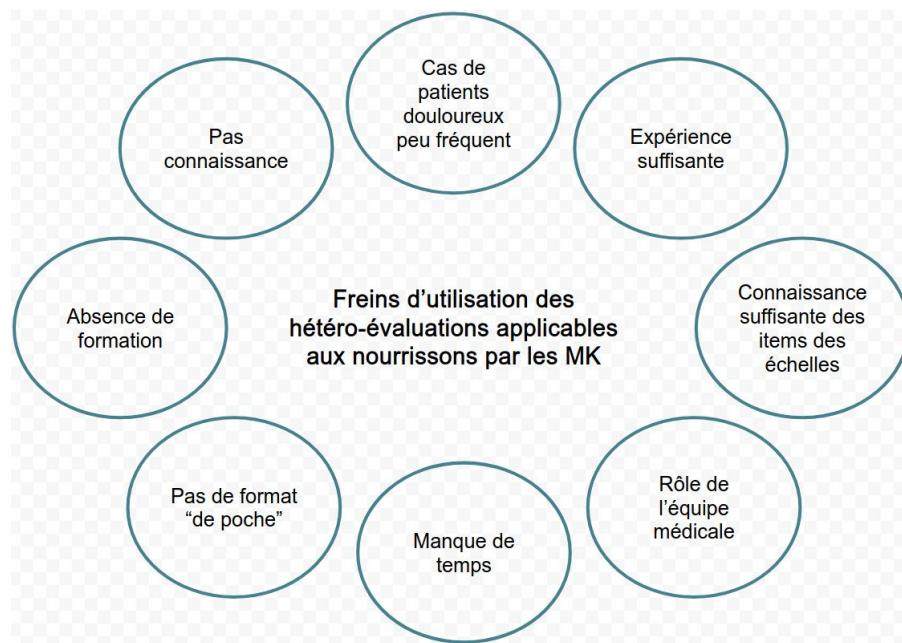 Cas de
patients
douloureux
peu fréquent
Pas
connaissance
Expérience
suffisante
Absence de
formation
Freins d’utilisation des
hétéro-évaluations applicables
aux nourrissons par les MK
Connaissance
suffisante des
items des
échelles
Pas de format
“de poche”
Manque de
temps
Rôle de
l’équipe
médicale